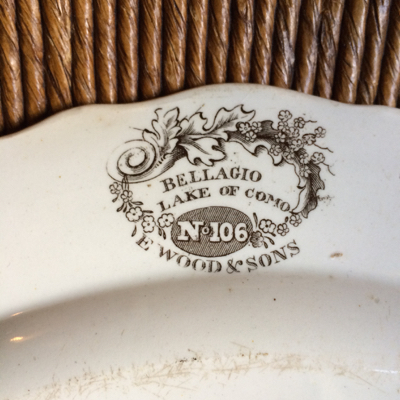 BELLAGIO
LAKE OF COMO
No 106
E. WOOD & SONS